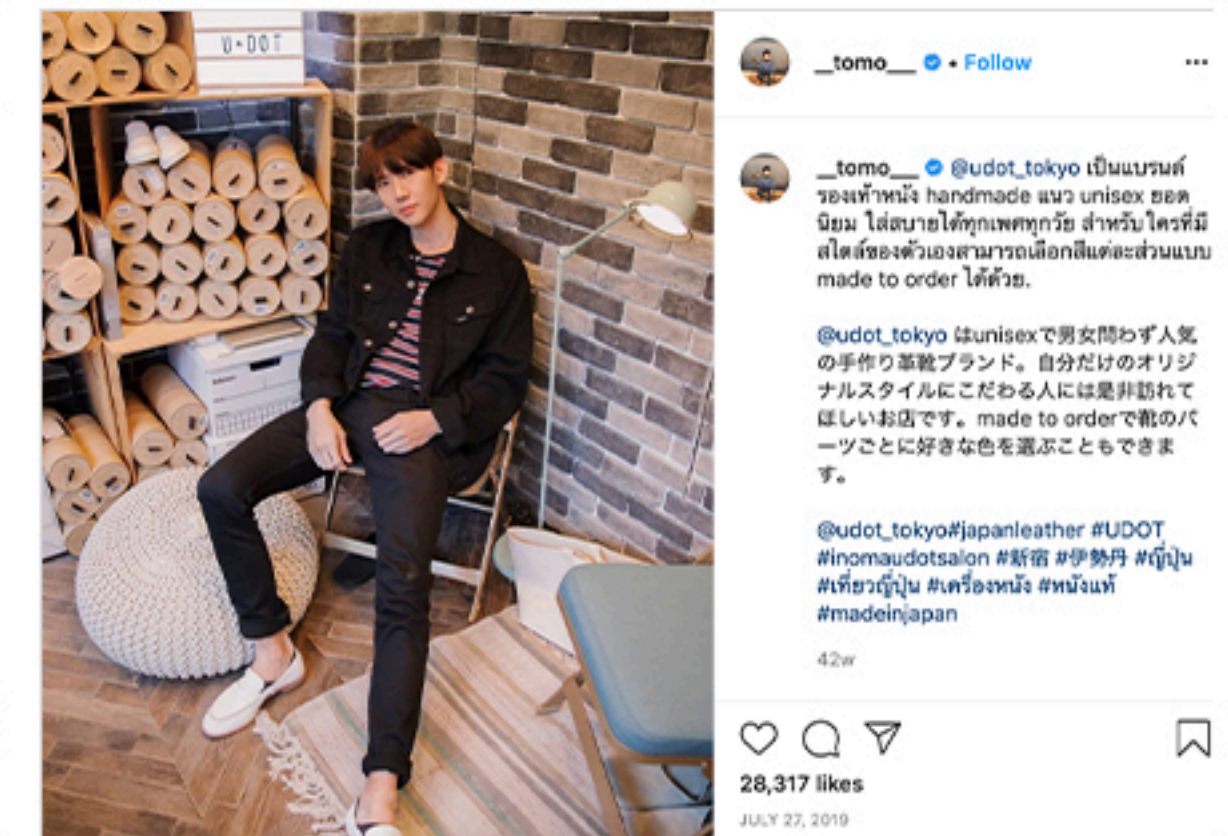 U·DOT
__tomo__ • Follow
__tomo__ @udot_tokyo เป็นแบรนด์
รองเท้าหนัง handmade แนว unisex ยอด
นิยม ใส่สบายได้ทุกเพศทุกวัย สำหรับใครที่มี
สไตล์ของตัวเองสามารถเลือกสีแต่ละส่วนแบบ
made to order ได้ด้วย.
@udot_tokyo はunisexで男女問わず人気
の手作り革靴ブランド。自分だけのオリジ
ナルスタイルにこだわる人には是非訪れて
ほしいお店です。made to orderで靴のパ
ーツごとに好きな色を選ぶこともできま
す。
@udot_tokyo#japanleather #UDOT
#inomaudotsalon #新宿 #伊勢丹 #ญี่ปุ่น
#เที่ยวญี่ปุ่น #เครื่องหนัง #หนังแท้
#madeinjapan
42w
28,317 likes
JULY 27, 2019